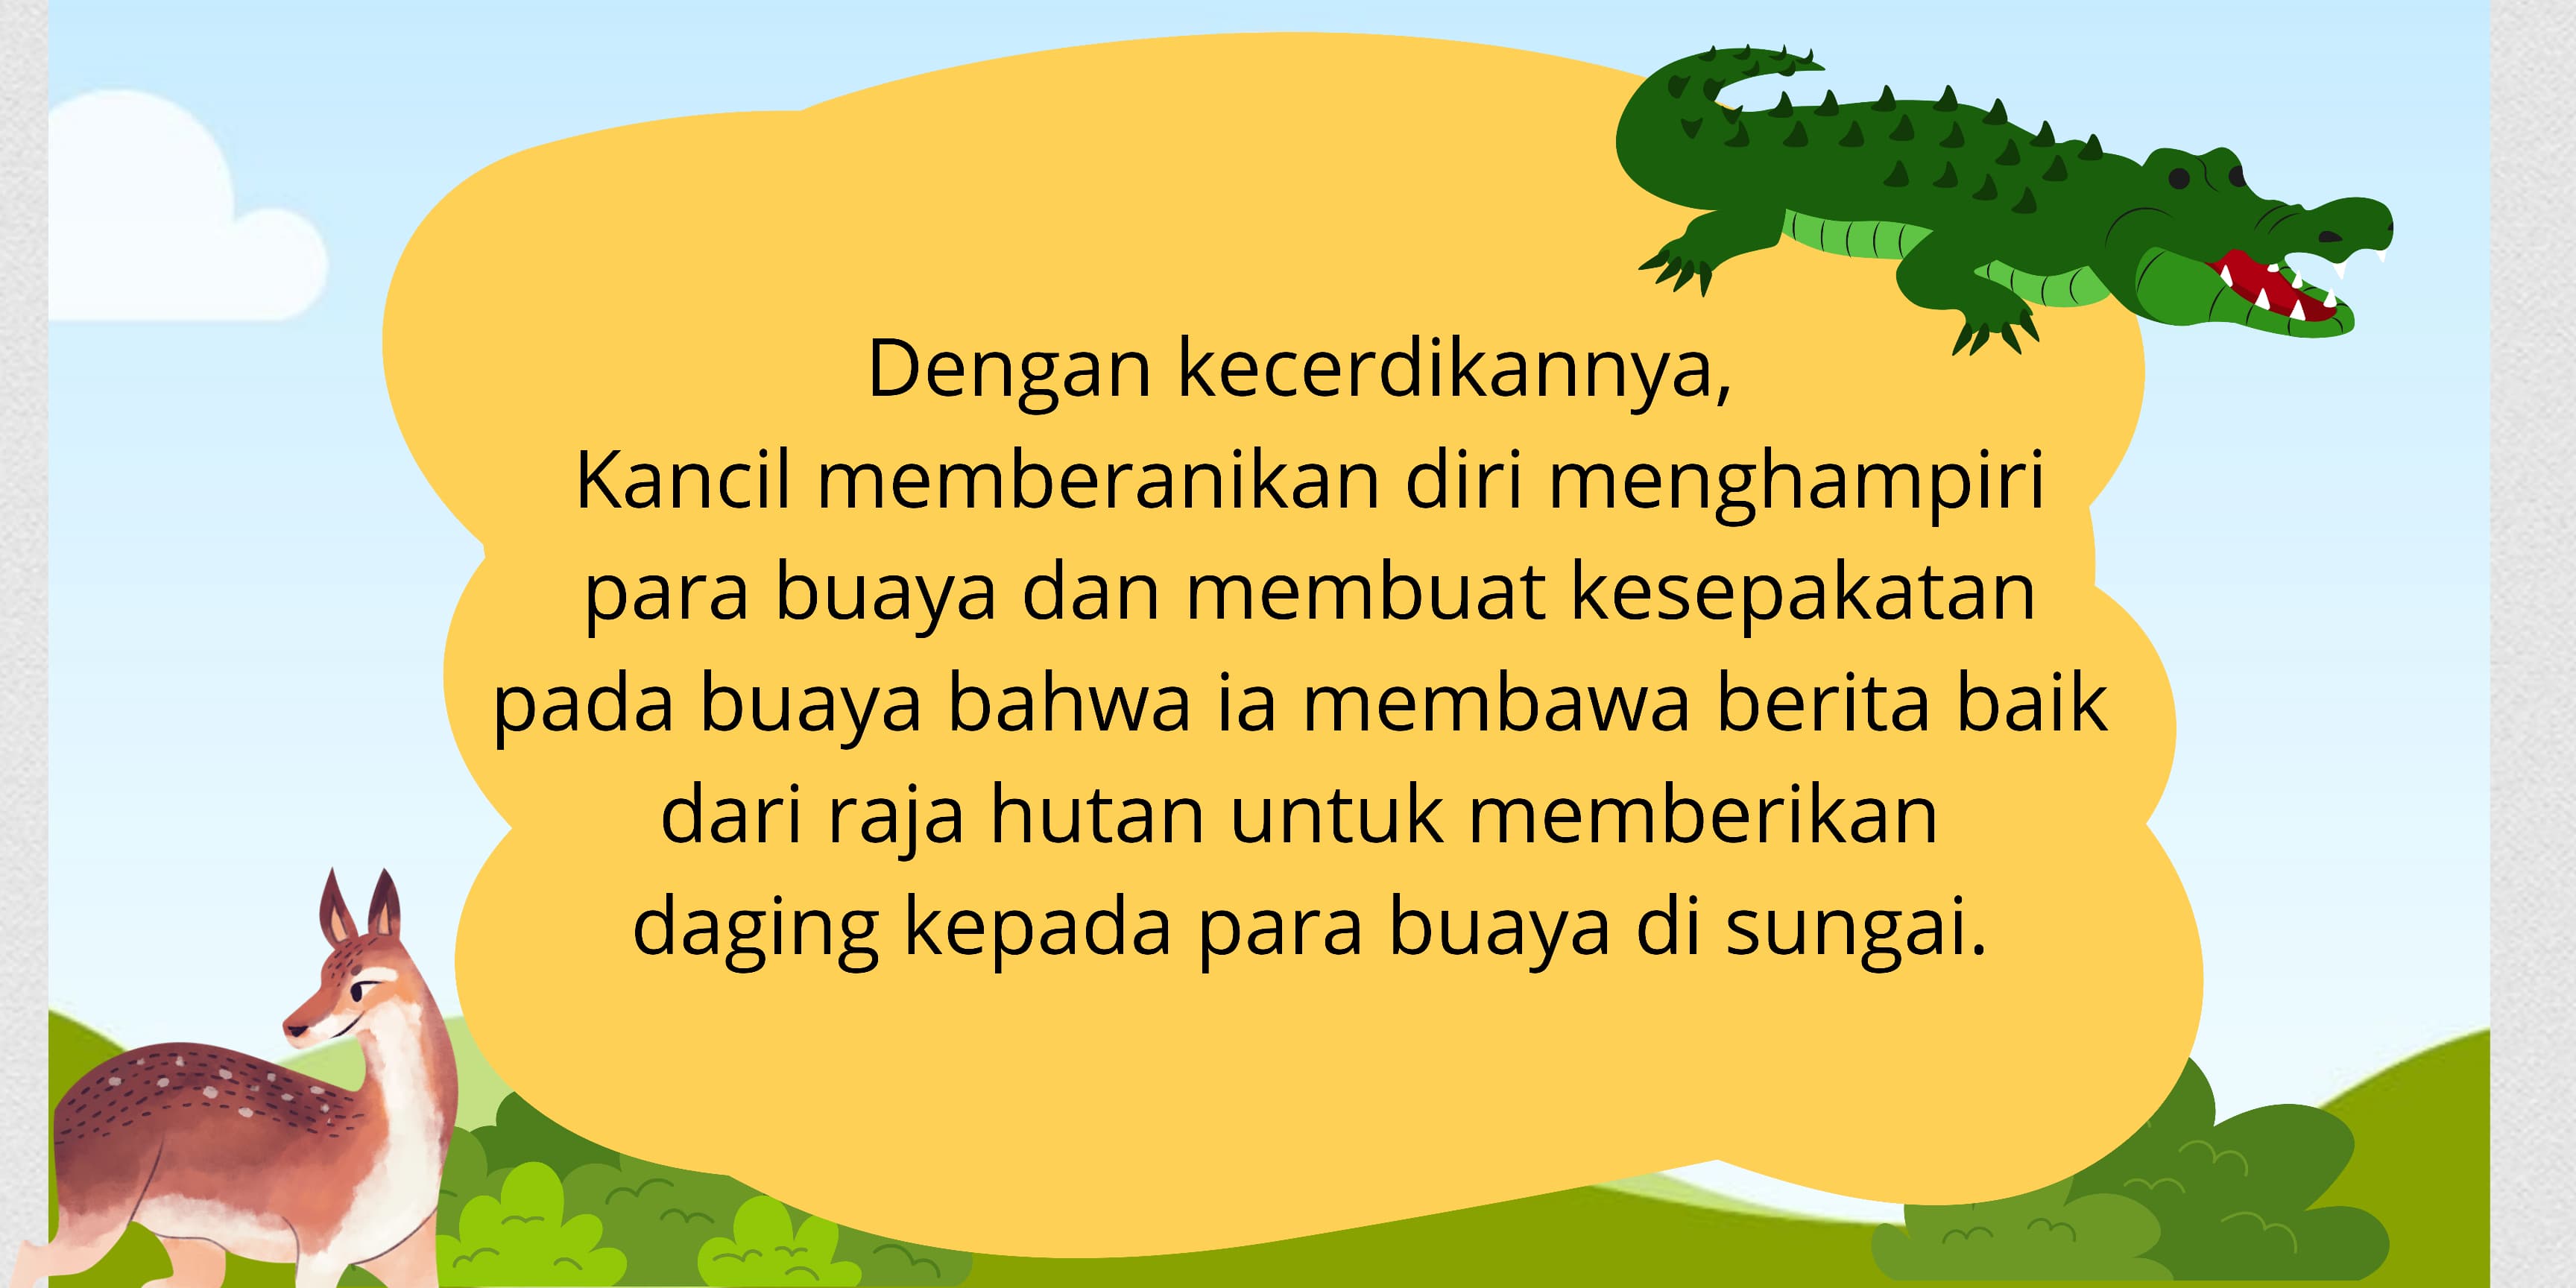 Dengan kecerdikannya,
Kancil memberanikan diri menghampiri
para buaya dan membuat kesepakatan
pada buaya bahwa ia membawa berita baik
dari raja hutan untuk memberikan
daging kepada para buaya di sungai.